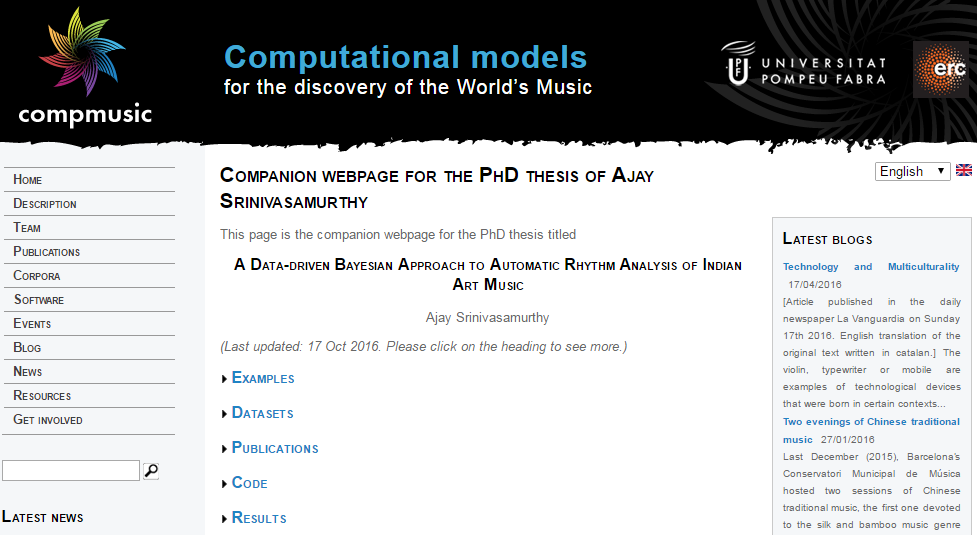 compmusic
Computational models
for the discovery of the World's Music
UPF
UNIVERSITAT
POMPEU FABRA
erc
Home
Description
Team
Publications
Corpora
Software
Events
Blog
News
Resources
Get involved
Latest news
Companion webpage for the PhD thesis of Ajay
Srinivasamurthy
This page is the companion webpage for the PhD thesis titled
A Data-driven Bayesian Approach to Automatic Rhythm Analysis of Indian
Art Music
Ajay Srinivasamurthy
(Last updated: 17 Oct 2016. Please click on the heading to see more.)
Examples
Datasets
Publications
Code
Results
English
Latest blogs
Technology and Multiculturality
17/04/2016
[Article published in the daily
newspaper La Vanguardia on Sunday
17th 2016. English translation of the
original text written in catalan.] The
violin, typewriter or mobile are
examples of technological devices
that were born in certain contexts...
Two evenings of Chinese traditional
music 27/01/2016
Last December (2015), Barcelona's
Conservatori Municipal de Música
hosted two sessions of Chinese
traditional music, the first one devoted
to the silk and bamboo music genre